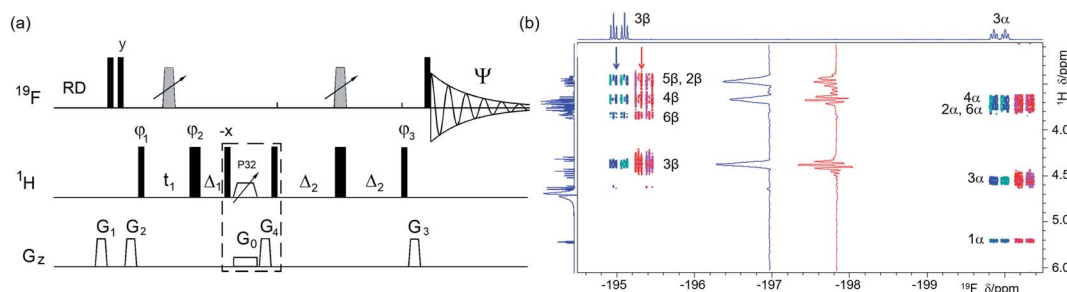 (a)
y
¹⁹F
RD
Ψ
φ₁
φ₂
-x
φ₃
P32
¹H
t₁
Δ₁
Δ₂
Δ₂
G₁
G₂
G₀
G₄
G₃
Gz
(b)
3β
3α
5β, 2β
4β
6β
3β
4α
2α, 6α
3α
1α
¹H δ/ppm
4.0
4.5
5.0
5.5
6.0
-195
-196
-197
-198
-199
¹⁹F δ/ppm